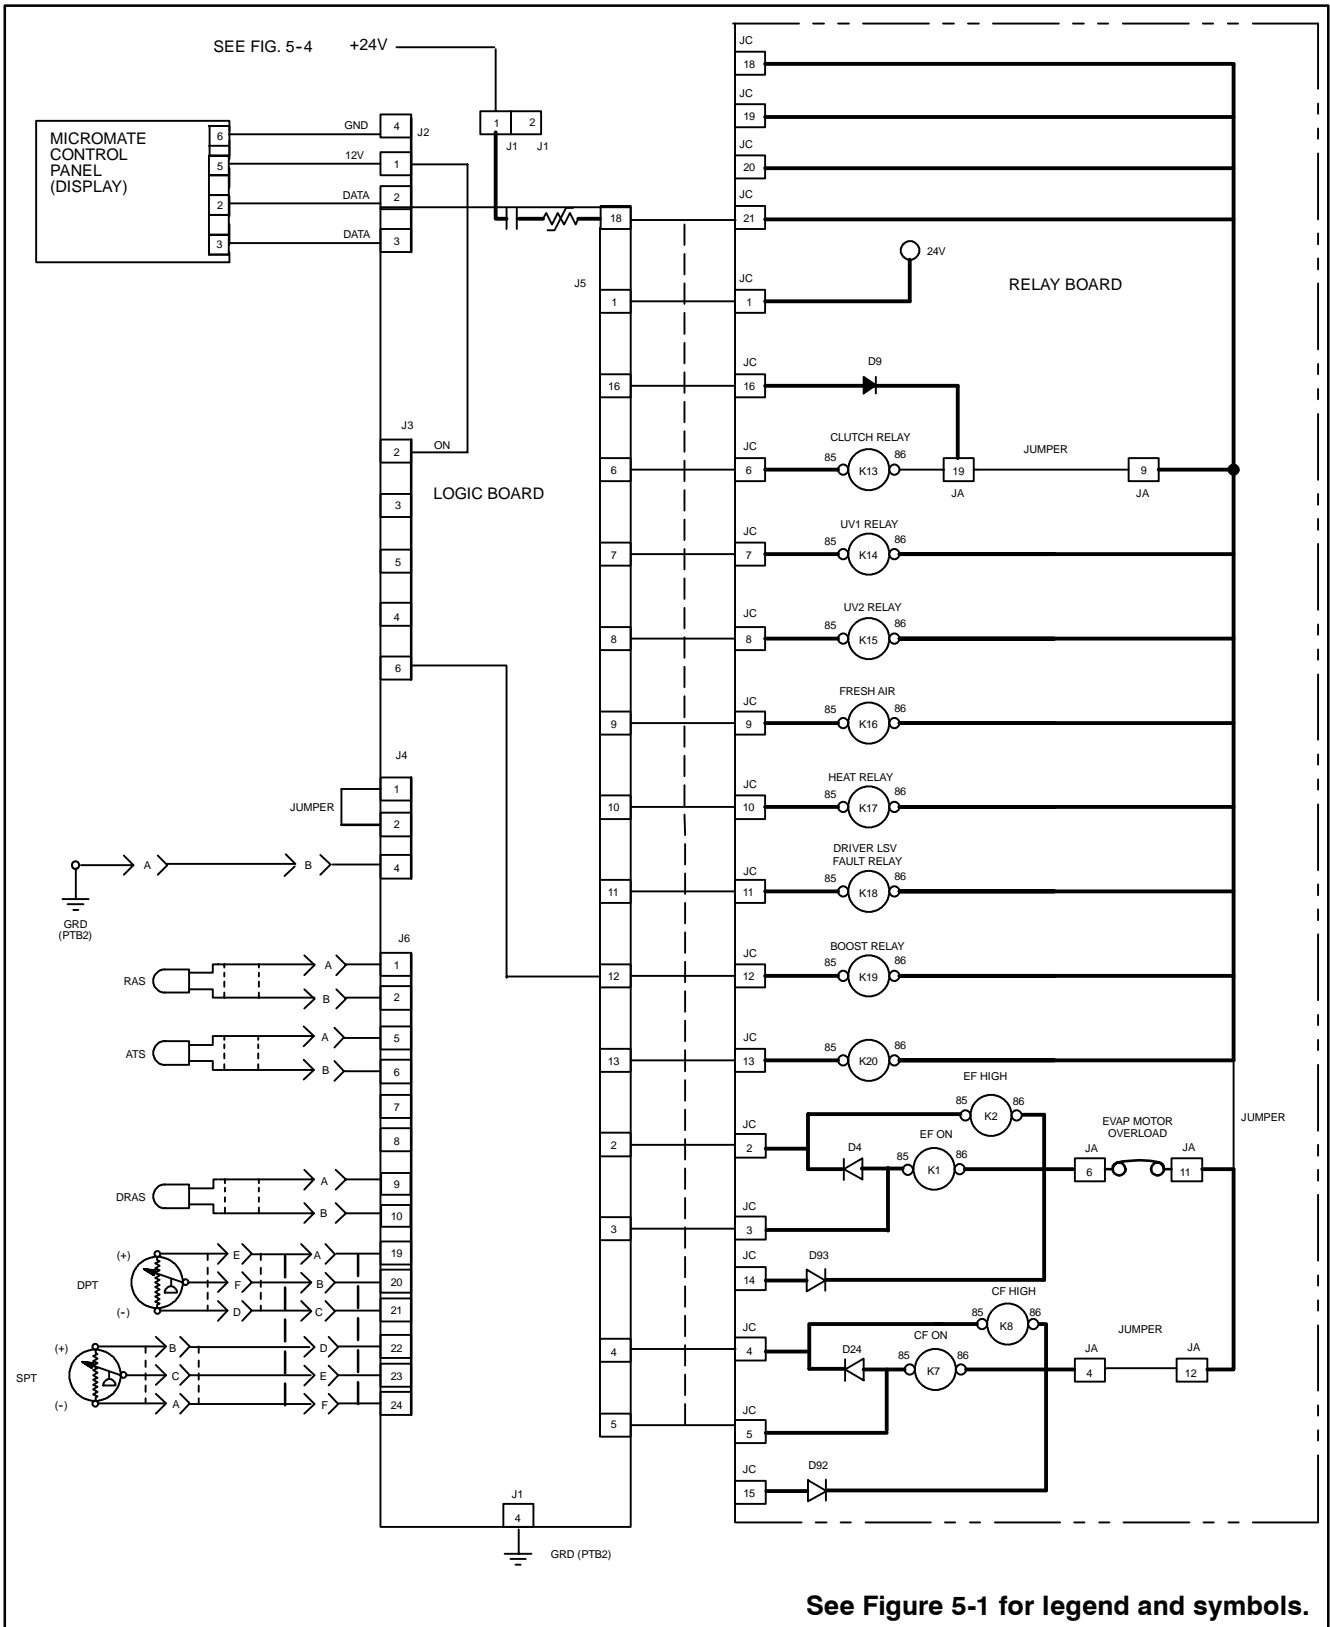 SEE FIG. 5-4 +24V
MICROMATE
CONTROL
PANEL
(DISPLAY)
6
5
2
3
GND
12V
DATA
DATA
4
1
2
3
J2
1 2
J1 J1
18
J5
1
16
6
7
8
9
10
11
12
13
2
3
4
5
J3
2
ON
3
5
4
6
LOGIC BOARD
J4
1
2
4
JUMPER
A
B
GRD
(PTB2)
J6
1
2
5
6
7
8
9
10
19
20
21
22
23
24
RAS
A
B
ATS
A
B
DRAS
A
B
(+)
DPT
(-)
E A
F B
D C
(+)
SPT
(-)
B D
C E
A F
J1
4
GRD (PTB2)
JC
18
JC
19
JC
20
JC
21
24V
RELAY BOARD
JC
1
JC
16
D9
CLUTCH RELAY
JC
6
85 K13 86
19
JA
JUMPER
9
JA
UV1 RELAY
JC
7
85 K14 86
UV2 RELAY
JC
8
85 K15 86
FRESH AIR
JC
9
85 K16 86
HEAT RELAY
JC
10
85 K17 86
DRIVER LSV
FAULT RELAY
JC
11
85 K18 86
BOOST RELAY
JC
12
85 K19 86
JC
13
85 K20 86
EF HIGH
85 K2 86
JC
2
D4
EF ON
85 K1 86
EVAP MOTOR
OVERLOAD
JA
6
JA
11
JUMPER
JC
3
JC
14
D93
CF HIGH
85 K8 86
JC
4
D24
CF ON
85 K7 86
JUMPER
JA
4
JA
12
JC
5
JC
15
D92
See Figure 5-1 for legend and symbols.